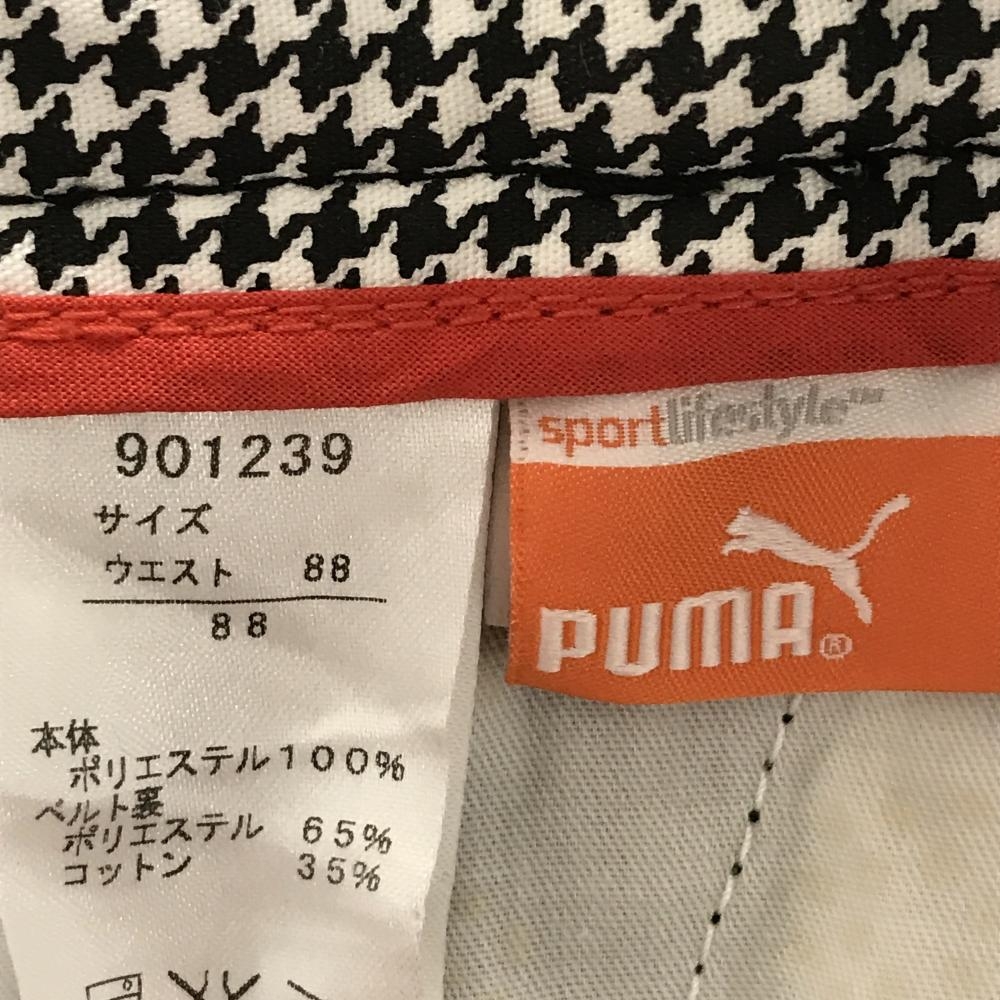 901239
サイズ
ウエスト 88
88
本体
ポリエステル100%
ベルト裏
ポリエステル 65%
コットン 35%
sportlifestyle™
PUMA®